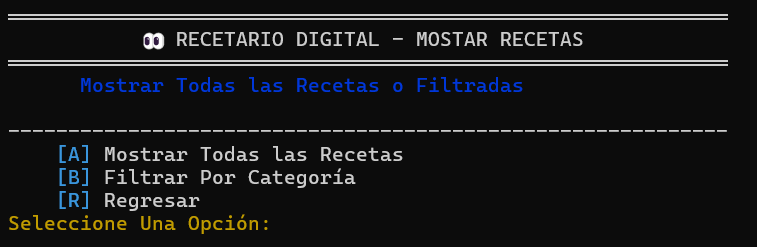 👀 RECETARIO DIGITAL - MOSTAR RECETAS
Mostrar Todas las Recetas o Filtradas
[A] Mostrar Todas las Recetas
[B] Filtrar Por Categoría
[R] Regresar
Seleccione Una Opción: